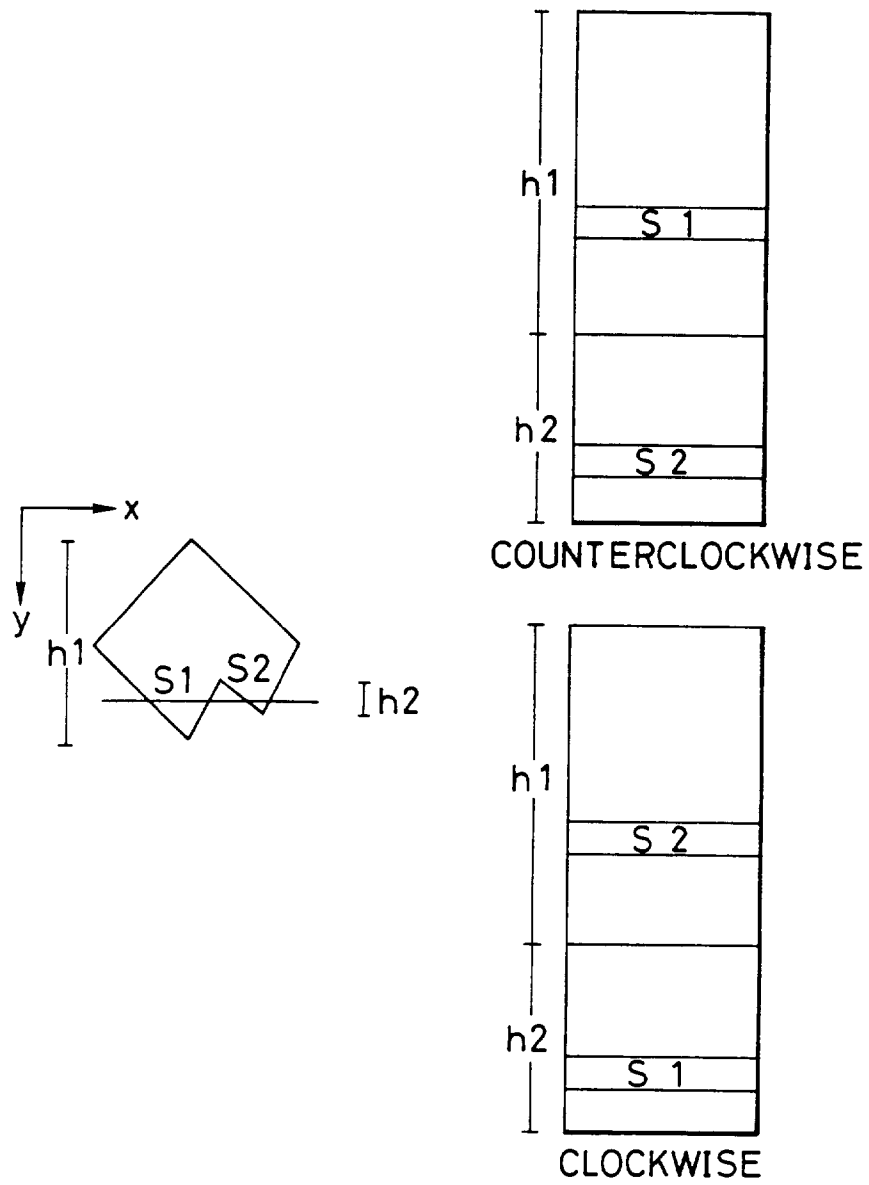 x
y
h1
S1
S2
h2
h1
S 1
h2
S 2
COUNTERCLOCKWISE
h1
S 2
h2
S 1
CLOCKWISE